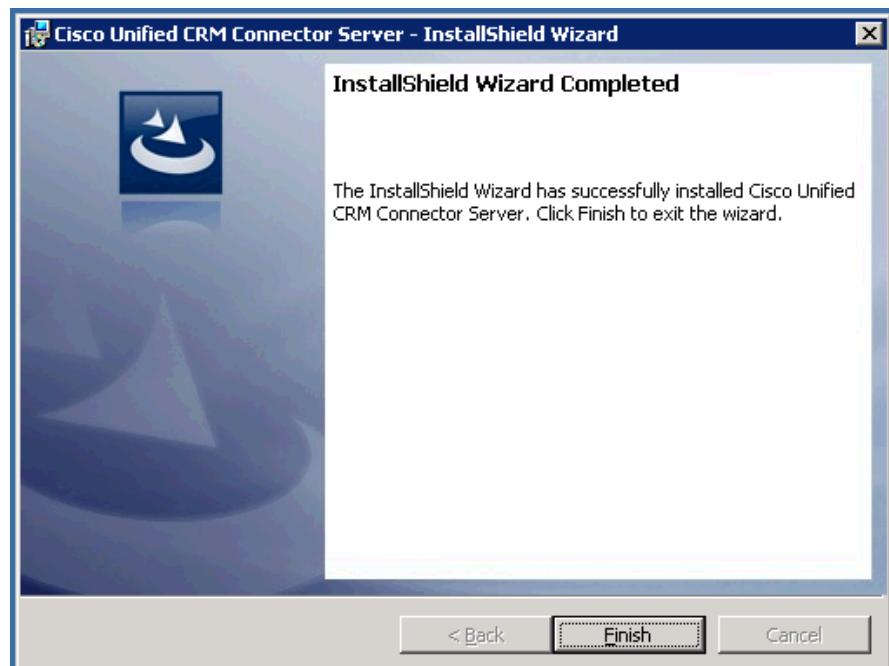 Cisco Unified CRM Connector Server - InstallShield Wizard
InstallShield Wizard Completed
The InstallShield Wizard has successfully installed Cisco Unified
CRM Connector Server. Click Finish to exit the wizard.
< Back
Finish
Cancel